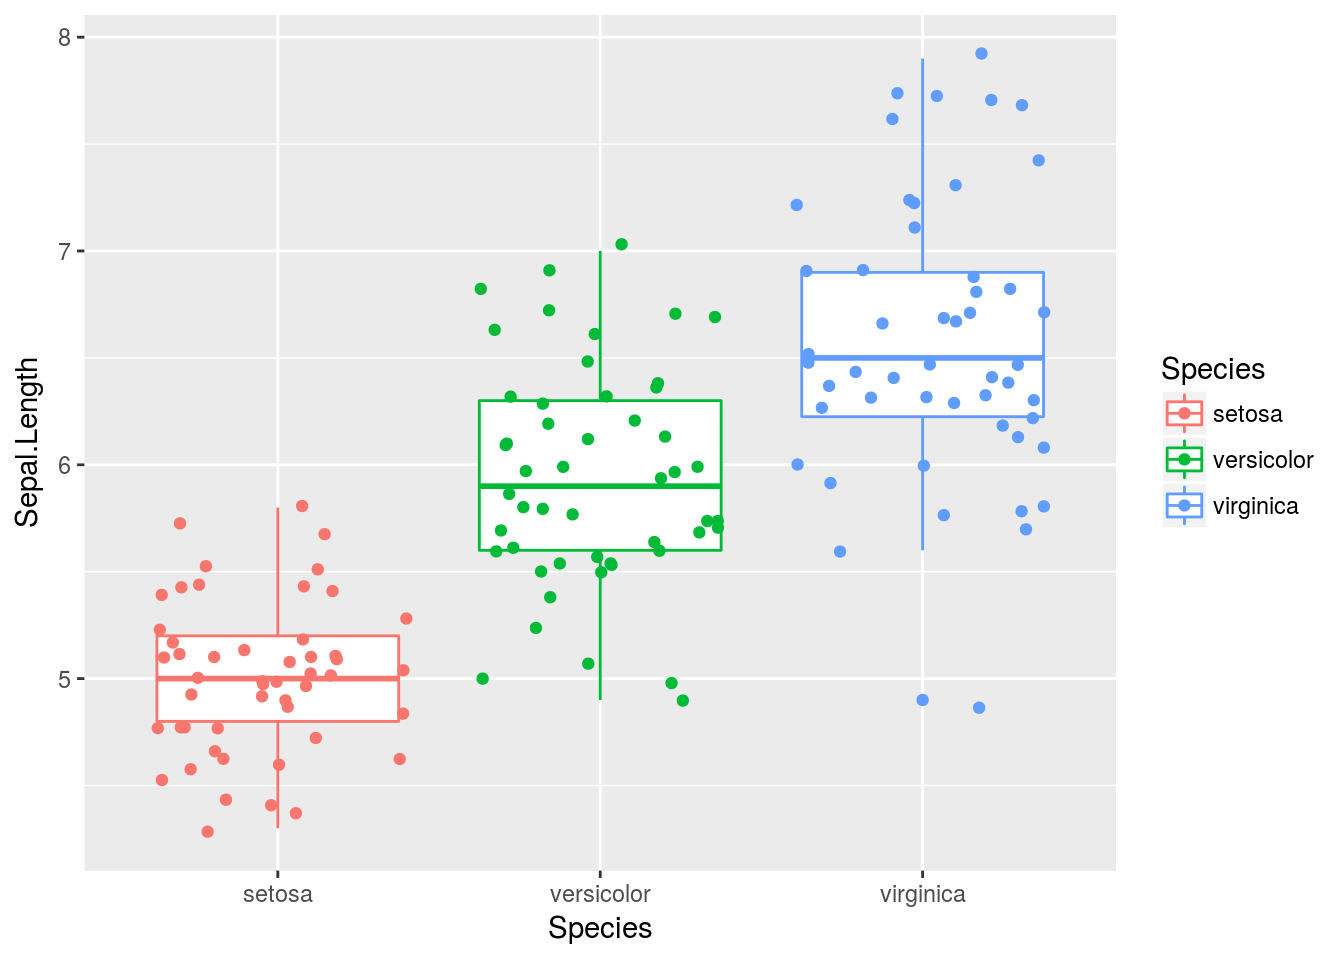 8
7
6
5
Sepal.Length
setosa
versicolor
virginica
Species
Species
setosa
versicolor
virginica